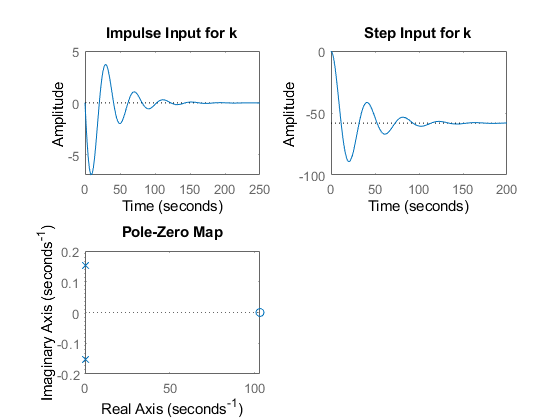 Impulse Input for k
Step Input for k
Amplitude
5
0
-5
0
50
100
150
200
250
Time (seconds)
Amplitude
0
-50
-100
0
50
100
150
200
Time (seconds)
Pole-Zero Map
Imaginary Axis (seconds⁻¹)
0.2
0.1
0
-0.1
-0.2
0
50
100
Real Axis (seconds⁻¹)